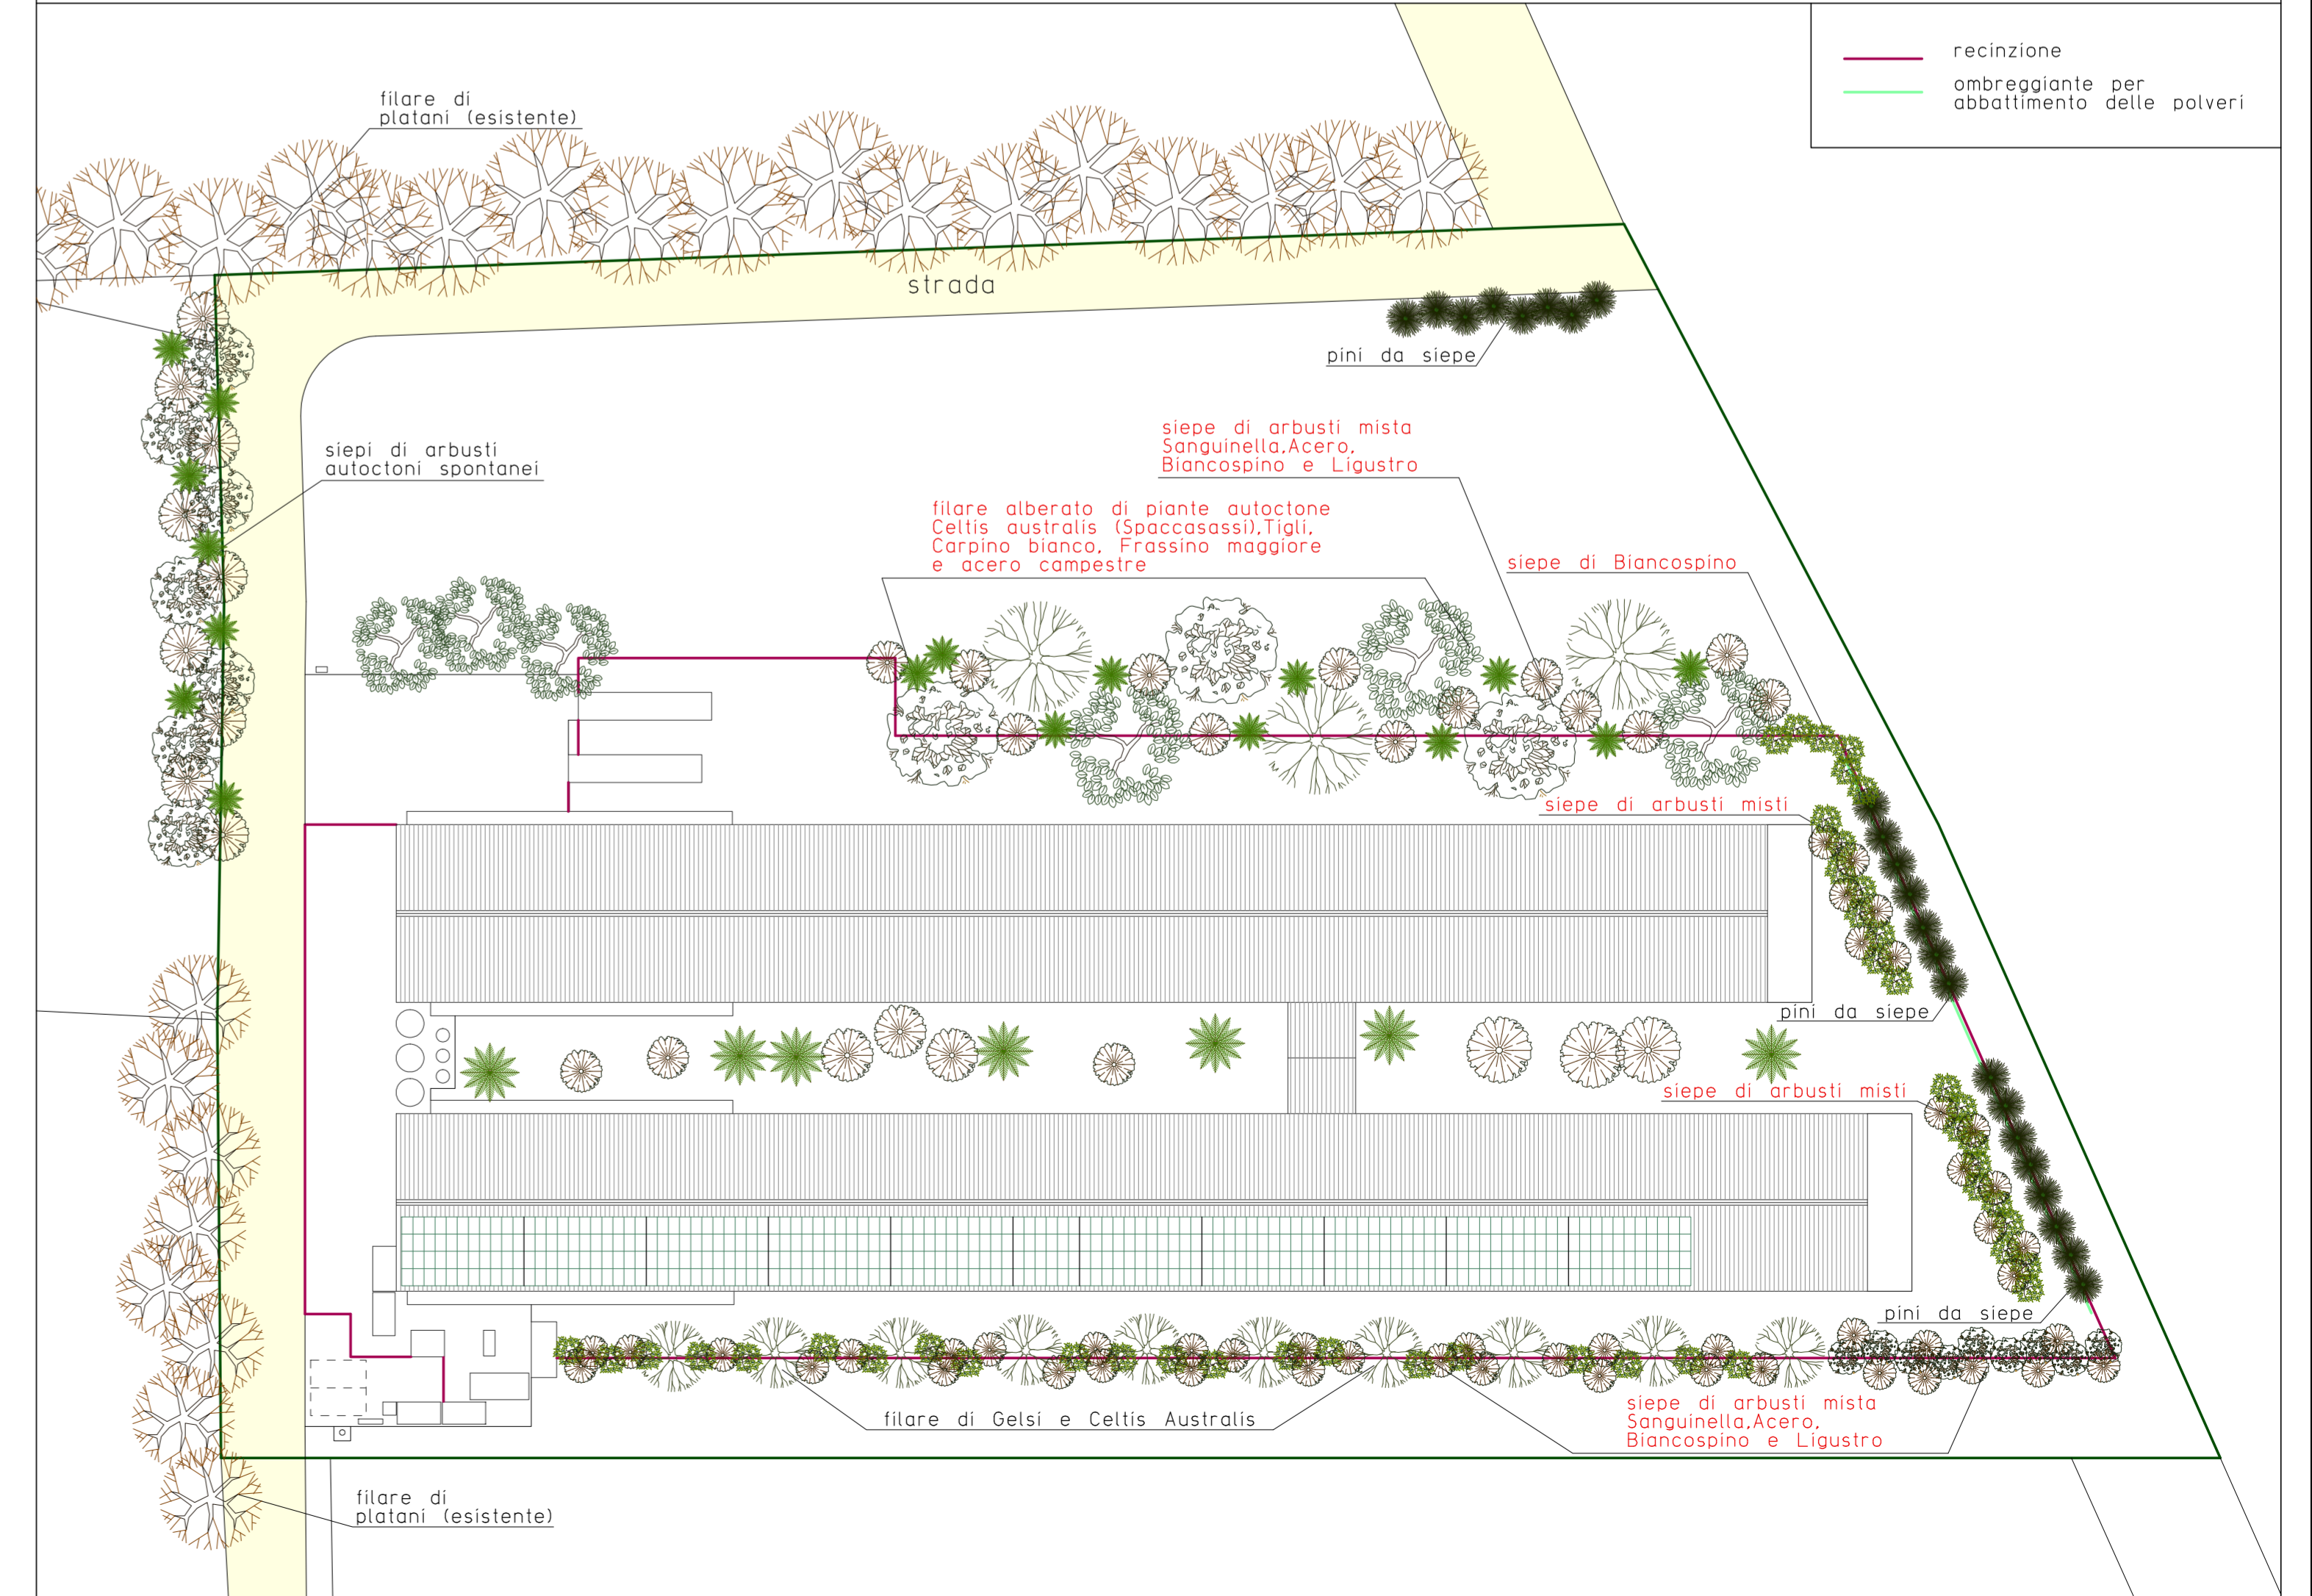 recinzione
ombreggiante per
abbattimento delle polveri
filare di
platani (esistente)
strada
pini da siepe
siepe di arbusti mista
Sanguinella,Acero,
Biancospino e Ligustro
siepi di arbusti
autoctoni spontanei
filare alberato di piante autoctone
Celtis australis (Spaccasassi),Tigli,
Carpino bianco, Frassino maggiore
e acero campestre
siepe di Biancospino
siepe di arbusti misti
pini da siepe
siepe di arbusti misti
pini da siepe
filare di Gelsi e Celtis Australis
siepe di arbusti mista
Sanguinella,Acero,
Biancospino e Ligustro
filare di
platani (esistente)